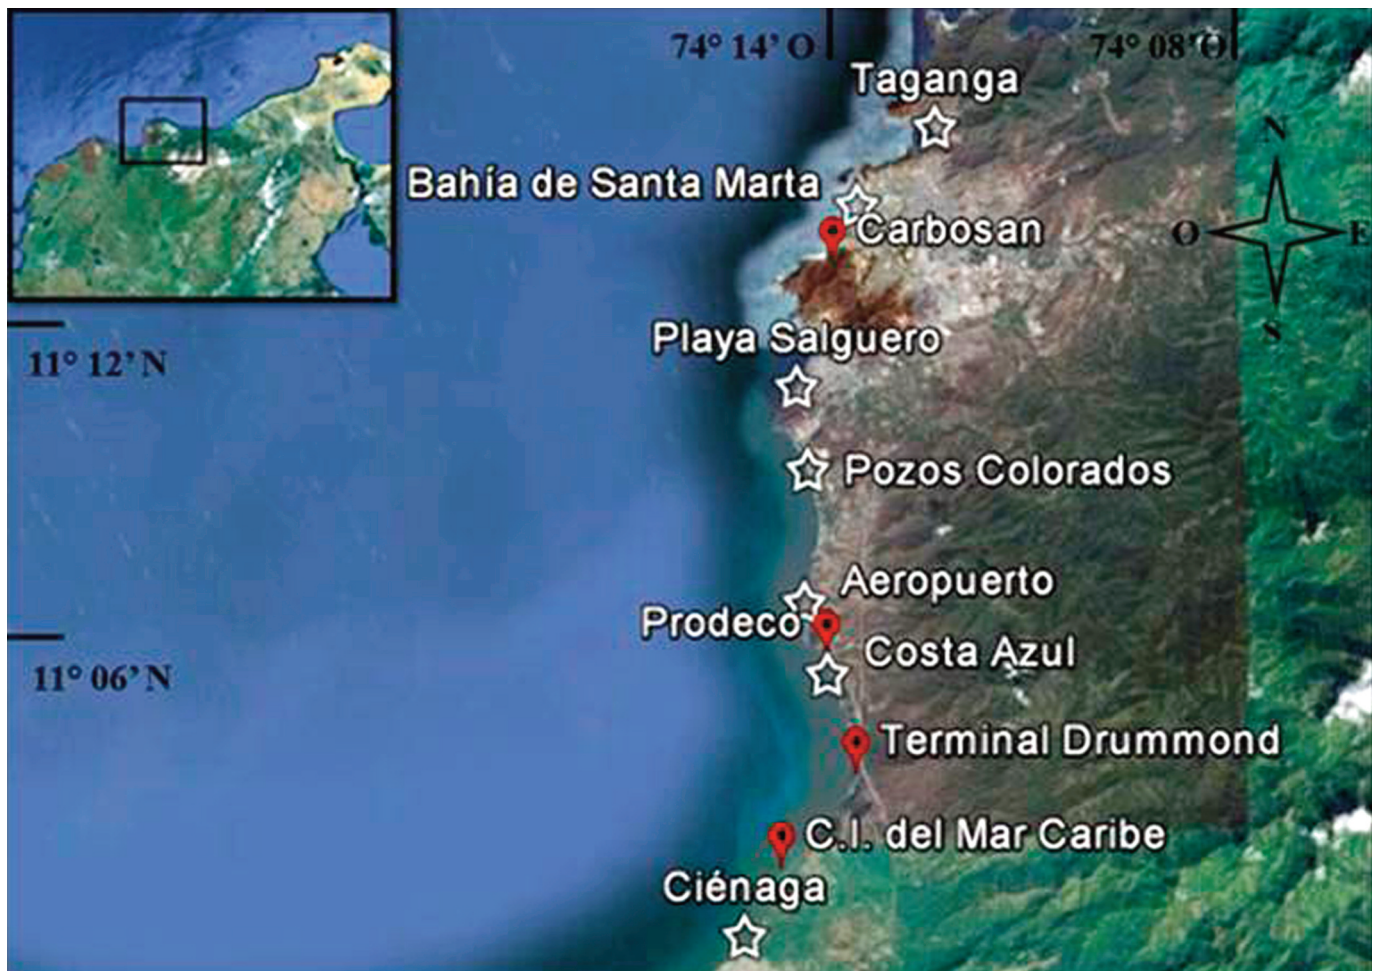 74° 14' O
74° 08' O
Taganga
N
Bahía de Santa Marta
Carbosan
O
E
S
Playa Salguero
11° 12' N
Pozos Colorados
Aeropuerto
Prodeco
Costa Azul
11° 06' N
Terminal Drummond
C.I. del Mar Caribe
Ciénaga